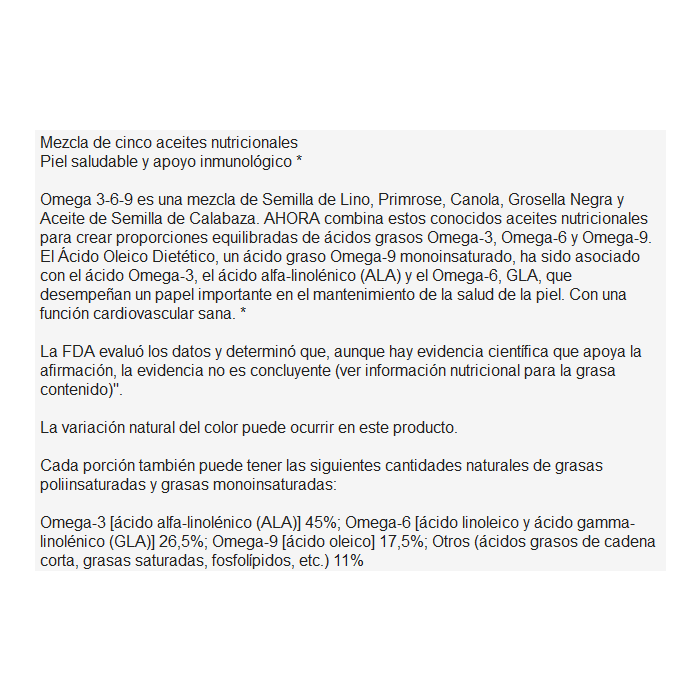 Mezcla de cinco aceites nutricionales
Piel saludable y apoyo inmunológico *
Omega 3-6-9 es una mezcla de Semilla de Lino, Primrose, Canola, Grosella Negra y
Aceite de Semilla de Calabaza. AHORA combina estos conocidos aceites nutricionales
para crear proporciones equilibradas de ácidos grasos Omega-3, Omega-6 y Omega-9.
El Ácido Oleico Dietético, un ácido graso Omega-9 monoinsaturado, ha sido asociado
con el ácido Omega-3, el ácido alfa-linolénico (ALA) y el Omega-6, GLA, que
desempeñan un papel importante en el mantenimiento de la salud de la piel. Con una
función cardiovascular sana. *
La FDA evaluó los datos y determinó que, aunque hay evidencia científica que apoya la
afirmación, la evidencia no es concluyente (ver información nutricional para la grasa
contenido)".
La variación natural del color puede ocurrir en este producto.
Cada porción también puede tener las siguientes cantidades naturales de grasas
poliinsaturadas y grasas monoinsaturadas:
Omega-3 [ácido alfa-linolénico (ALA)] 45%; Omega-6 [ácido linoleico y ácido gamma-
linolénico (GLA)] 26,5%; Omega-9 [ácido oleico] 17,5%; Otros (ácidos grasos de cadena
corta, grasas saturadas, fosfolípidos, etc.) 11%